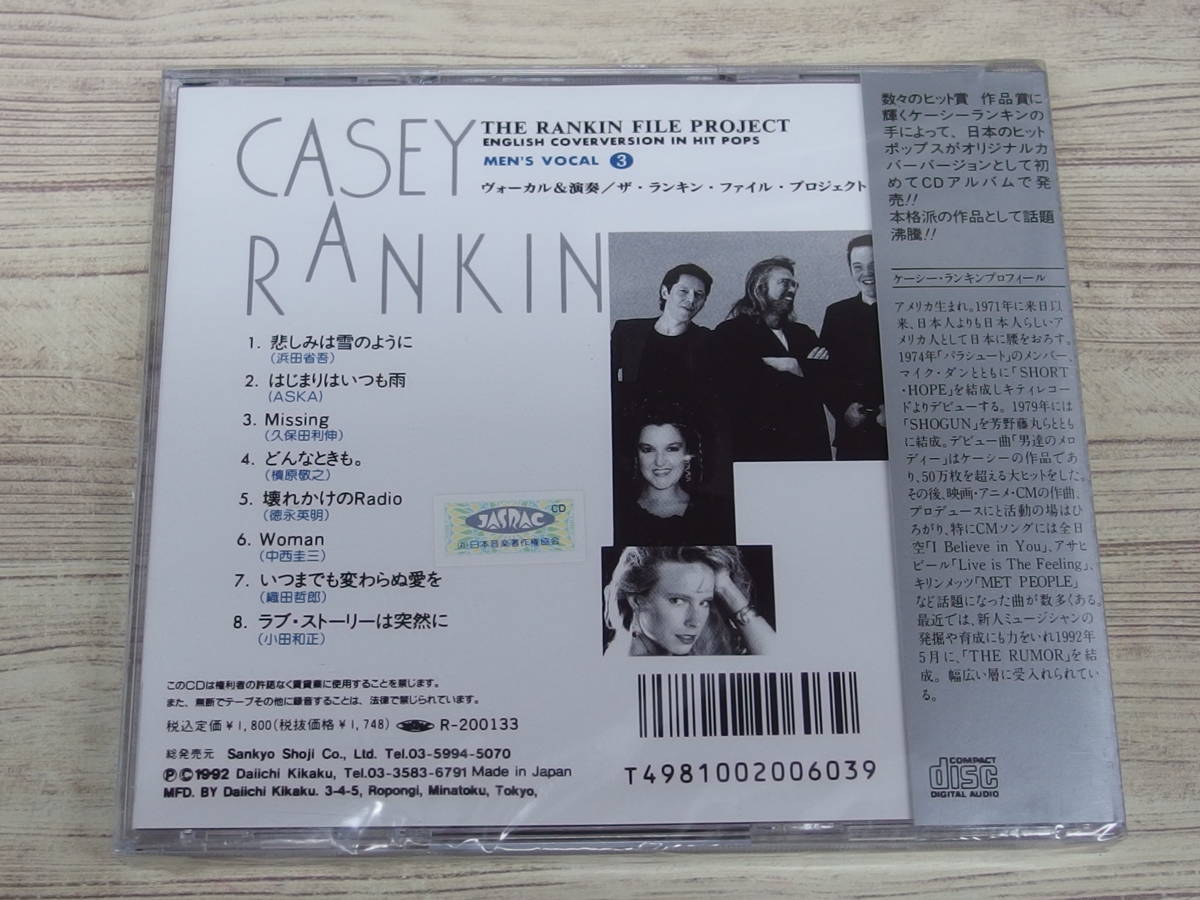 CASEY
RANKIN
THE RANKIN FILE PROJECT
ENGLISH COVERVERSION IN HIT POPS
MEN'S VOCAL 3
ヴォーカル&演奏/ザ・ランキン・ファイル・プロジェクト
1. 悲しみは雪のように
(浜田省吾)
2. はじまりはいつも雨
(ASKA)
3. Missing
(久保田利伸)
4. どんなときも。
(槇原敬之)
5. 壊れかけのRadio
(徳永英明)
6. Woman
(中西圭三)
7. いつまでも変わらぬ愛を
(織田哲郎)
8. ラブ・ストーリーは突然に
(小田和正)
CD
JASRAC
(社)日本音楽著作権協会
このCDは権利者の許諾なく賃貸業に使用することを禁じます。
また、無断でテープその他に録音することは、法律で禁じられています。
税込定価¥1,800(税抜価格¥1,748) R-200133
総発売元 Sankyo Shoji Co., Ltd. Tel.03-5994-5070
Ⓟ©1992 Daiichi Kikaku, Tel.03-3583-6791 Made in Japan
MFD. BY Daiichi Kikaku. 3-4-5, Ropongi, Minatoku, Tokyo,
T4981002006039
数々のヒット賞 作品賞に
輝くケーシーランキンの
手によって、日本のヒット
ポップスがオリジナルカ
バーバージョンとして初
めてCDアルバムで発
売!!
本格派の作品として話題
沸騰!!
ケーシー・ランキンプロフィール
アメリカ生まれ。1971年に来日以
来、日本人よりも日本人らしいア
メリカ人として日本に腰をおろす。
1974年「パラシュート」のメンバー、
マイク・ダンとともに「SHORT
・HOPE」を結成しキティレコー
ドよりデビューする。1979年には
「SHOGUN」を芳野藤丸らととも
に結成。デビュー曲「男達のメロ
ディー」はケーシーの作品であ
り、50万枚を超える大ヒットをした。
その後、映画・アニメ・CMの作曲、
プロデュースにと活動の場はひ
ろがり、特にCMソングには全日
空「I Believe in You」、アサヒ
ビール「Live is The Feeling」、
キリンメッツ「MET PEOPLE」
など話題になった曲が数多くある。
最近では、新人ミュージシャンの
発掘や育成にも力をいれ1992年
5月に、「THE RUMOR」を結
成。幅広い層に受入れられてい
る。
COMPACT
disc
DIGITAL AUDIO